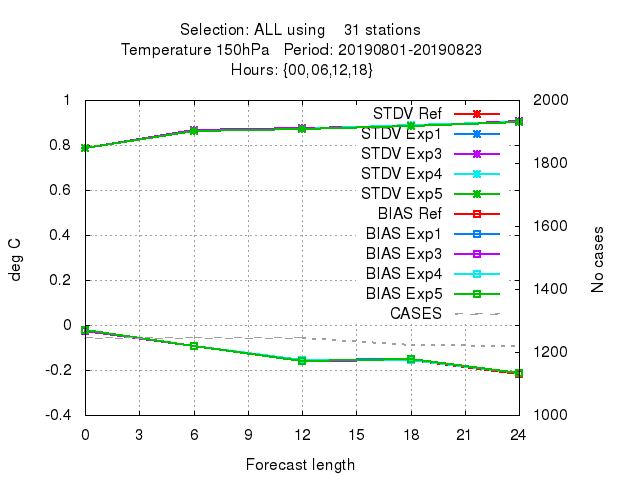 Selection: ALL using    31 stations
Temperature 150hPa   Period: 20190801-20190823
Hours: {00,06,12,18}
1
0.8
0.6
0.4
0.2
0
-0.2
-0.4
deg C
STDV Ref
STDV Exp1
STDV Exp3
STDV Exp4
STDV Exp5
BIAS Ref
BIAS Exp1
BIAS Exp3
BIAS Exp4
BIAS Exp5
CASES
2000
1800
1600
1400
1200
1000
No cases
0 3 6 9 12 15 18 21 24
Forecast length